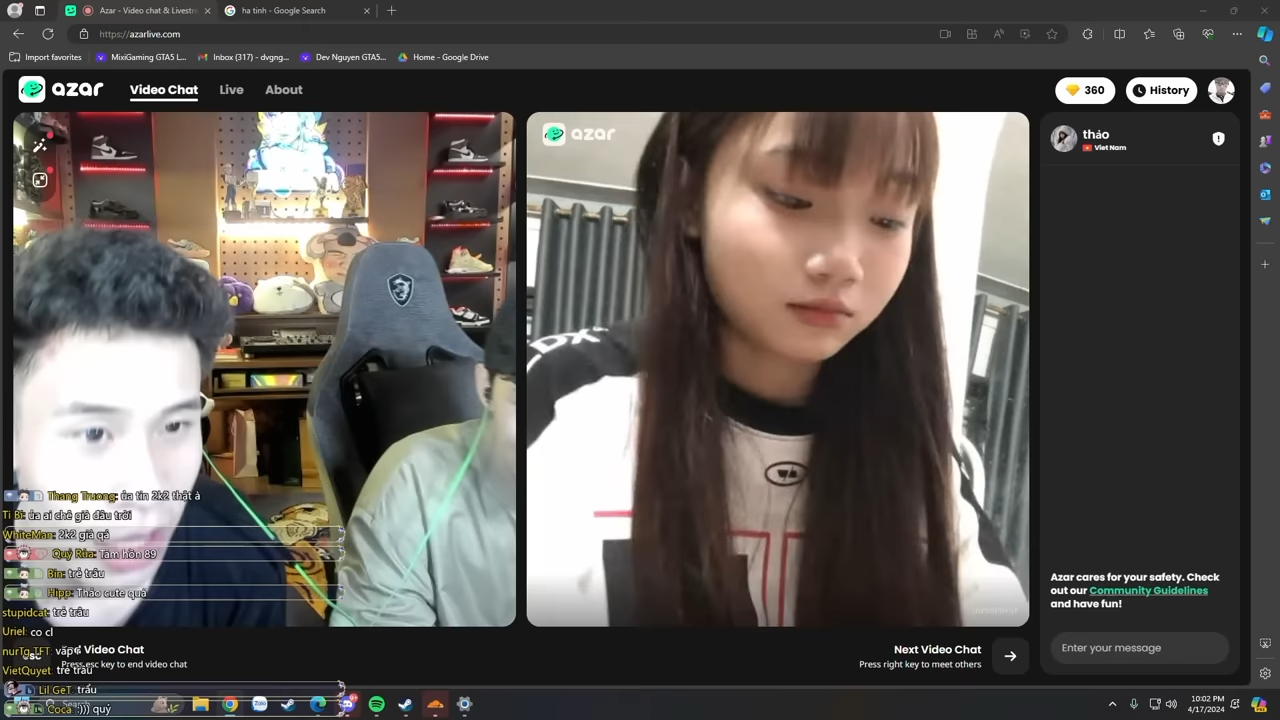 Azar - Video chat & Livestre
ha tinh - Google Search
https://azarlive.com
Import favorites
MixiGaming GTA5 L...
Inbox (317) - dvgng...
Dev Nguyen GTA5...
Home - Google Drive
azar
Video Chat
Live
About
360
History
azar
thảo
Viet Nam
DX
Thang Truong: ủa tin 2k2 thật à
Ti Bi: ủa ai chê già đâu trời
WhiteMan: 2k2 già quá
Quý Rùa: Tâm hồn 89
Bin: trẻ trâu
Hipp: Thảo cute quá
stupidcat: trẻ trâu
Uriel: co cl
nurTg TFT: vấp f
VietQuyet: trẻ trâu
Lil GeT: trẩu
Coca: :))) quỷ
Video Chat
Press esc key to end video chat
Next Video Chat
Press right key to meet others
Azar cares for your safety. Check
out our Community Guidelines
and have fun!
Enter your message
10:02 PM
4/17/2024